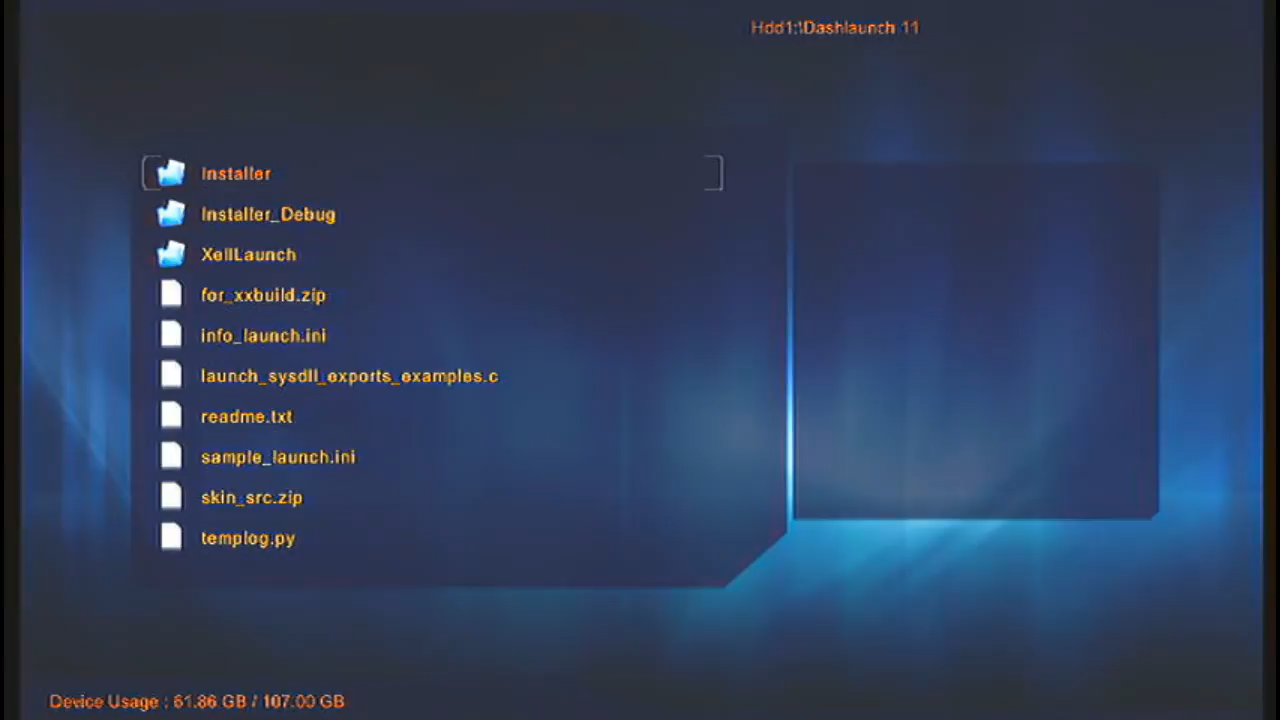 Hdd1:\Dashlaunch 11
Installer
Installer_Debug
XellLaunch
for_xxbuild.zip
info_launch.ini
launch_sysdll_exports_examples.c
readme.txt
sample_launch.ini
skin_src.zip
templog.py
Device Usage : 61.86 GB / 107.00 GB